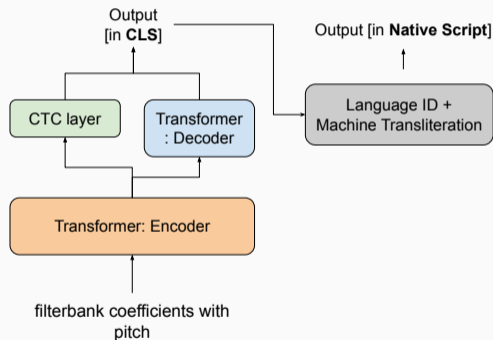 Output
[in CLS]
Output [in Native Script]
CTC layer
Transformer
: Decoder
Language ID +
Machine Transliteration
Transformer: Encoder
filterbank coefficients with
pitch